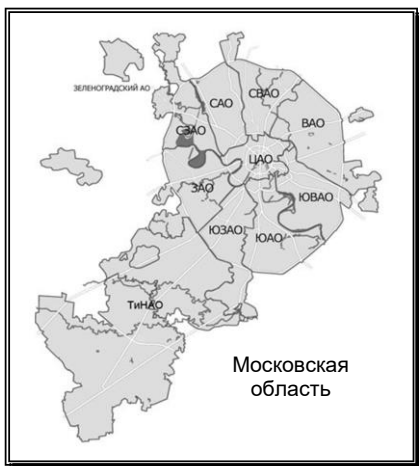 ЗЕЛЕНОГРАДСКИЙ АО
САО
СВАО
СЗАО
ВАО
ЦАО
ЗАО
ЮВАО
ЮЗАО
ЮАО
ТиНАО
Московская
область